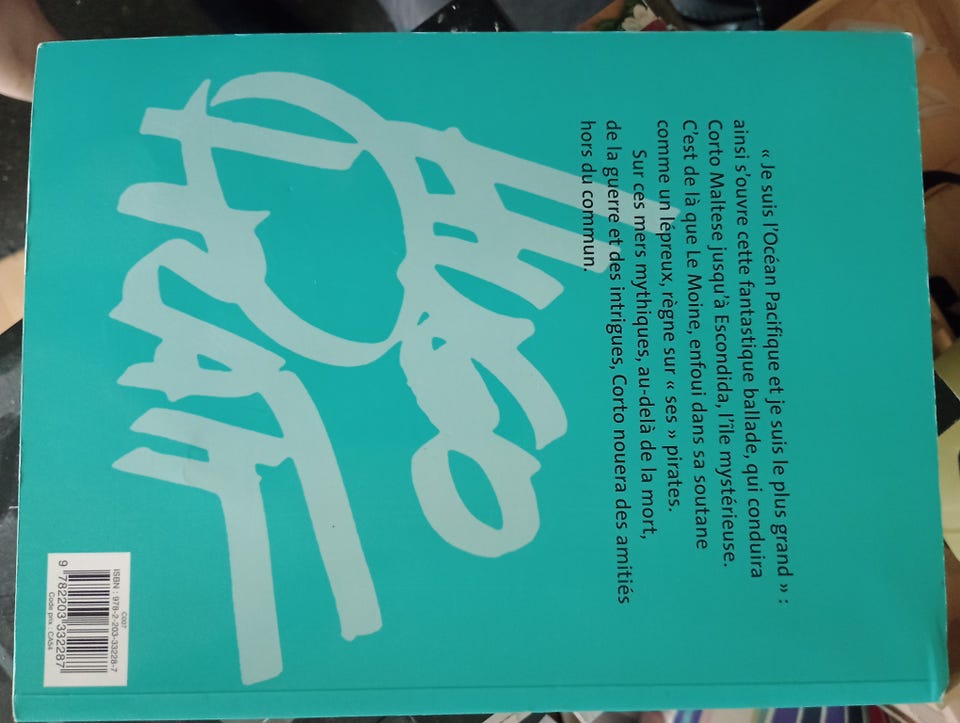 « Je suis l'Océan Pacifique et je suis le plus grand » :
ainsi s'ouvre cette fantastique ballade, qui conduira
Corto Maltese jusqu'à Escondida, l'île mystérieuse.
C'est de là que Le Moine, enfoui dans sa soutane
comme un lépreux, règne sur « ses » pirates.
Sur ces mers mythiques, au-delà de la mort,
de la guerre et des intrigues, Corto nouera des amitiés
hors du commun.
HUGO
PRATT
C007
ISBN : 978-2-203-33228-7
9 782203 332287
Code prix : CA54